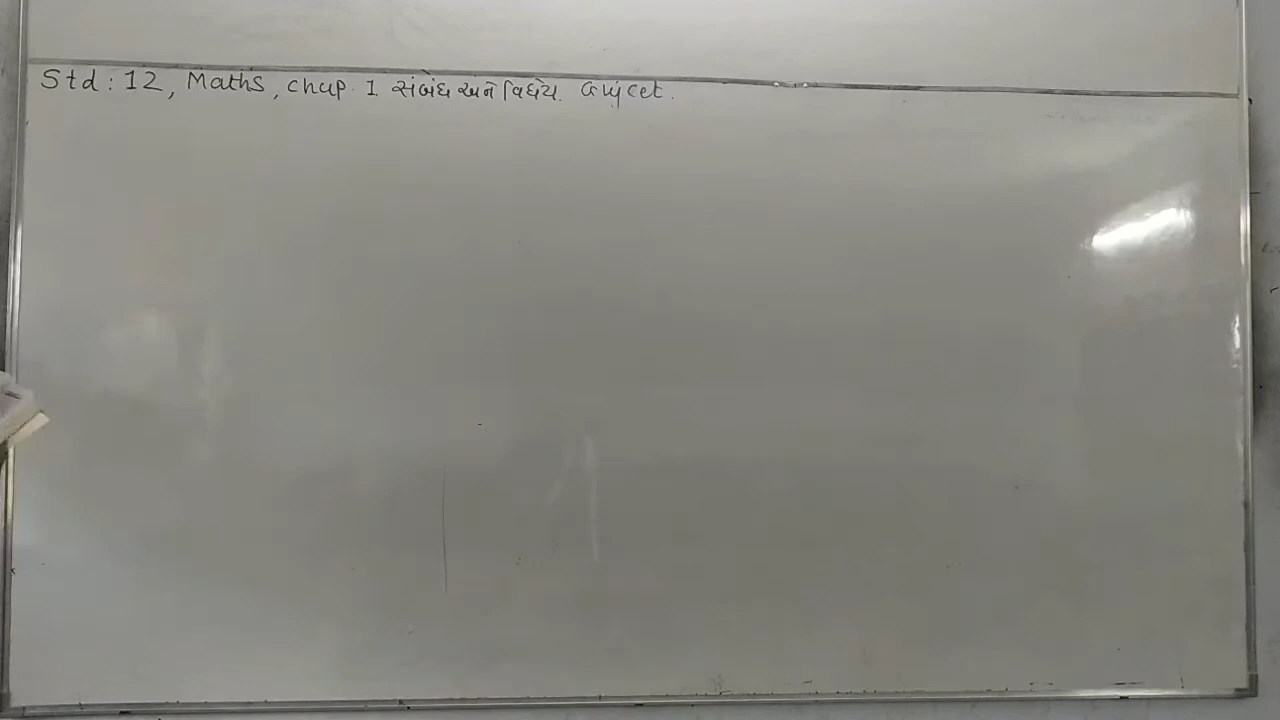 Std : 12, Maths, chap. 1 સંબંધ અને વિધેય. Gujcet.